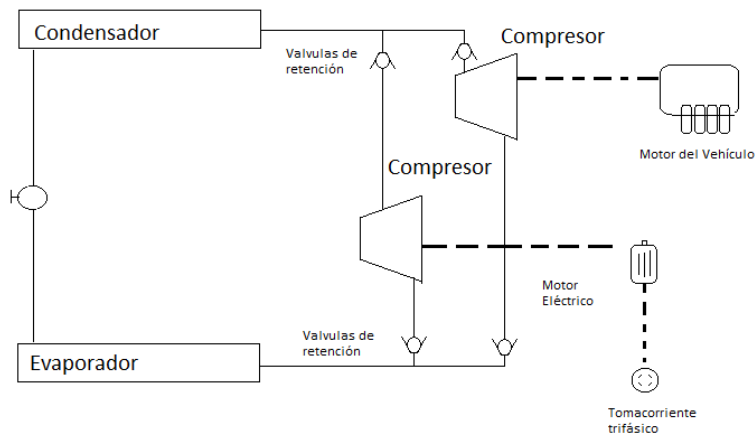 Condensador
Valvulas de
retención
Compresor
Motor del Vehículo
Compresor
Motor
Eléctrico
Valvulas de
retención
Evaporador
Tomacorriente
trifásico